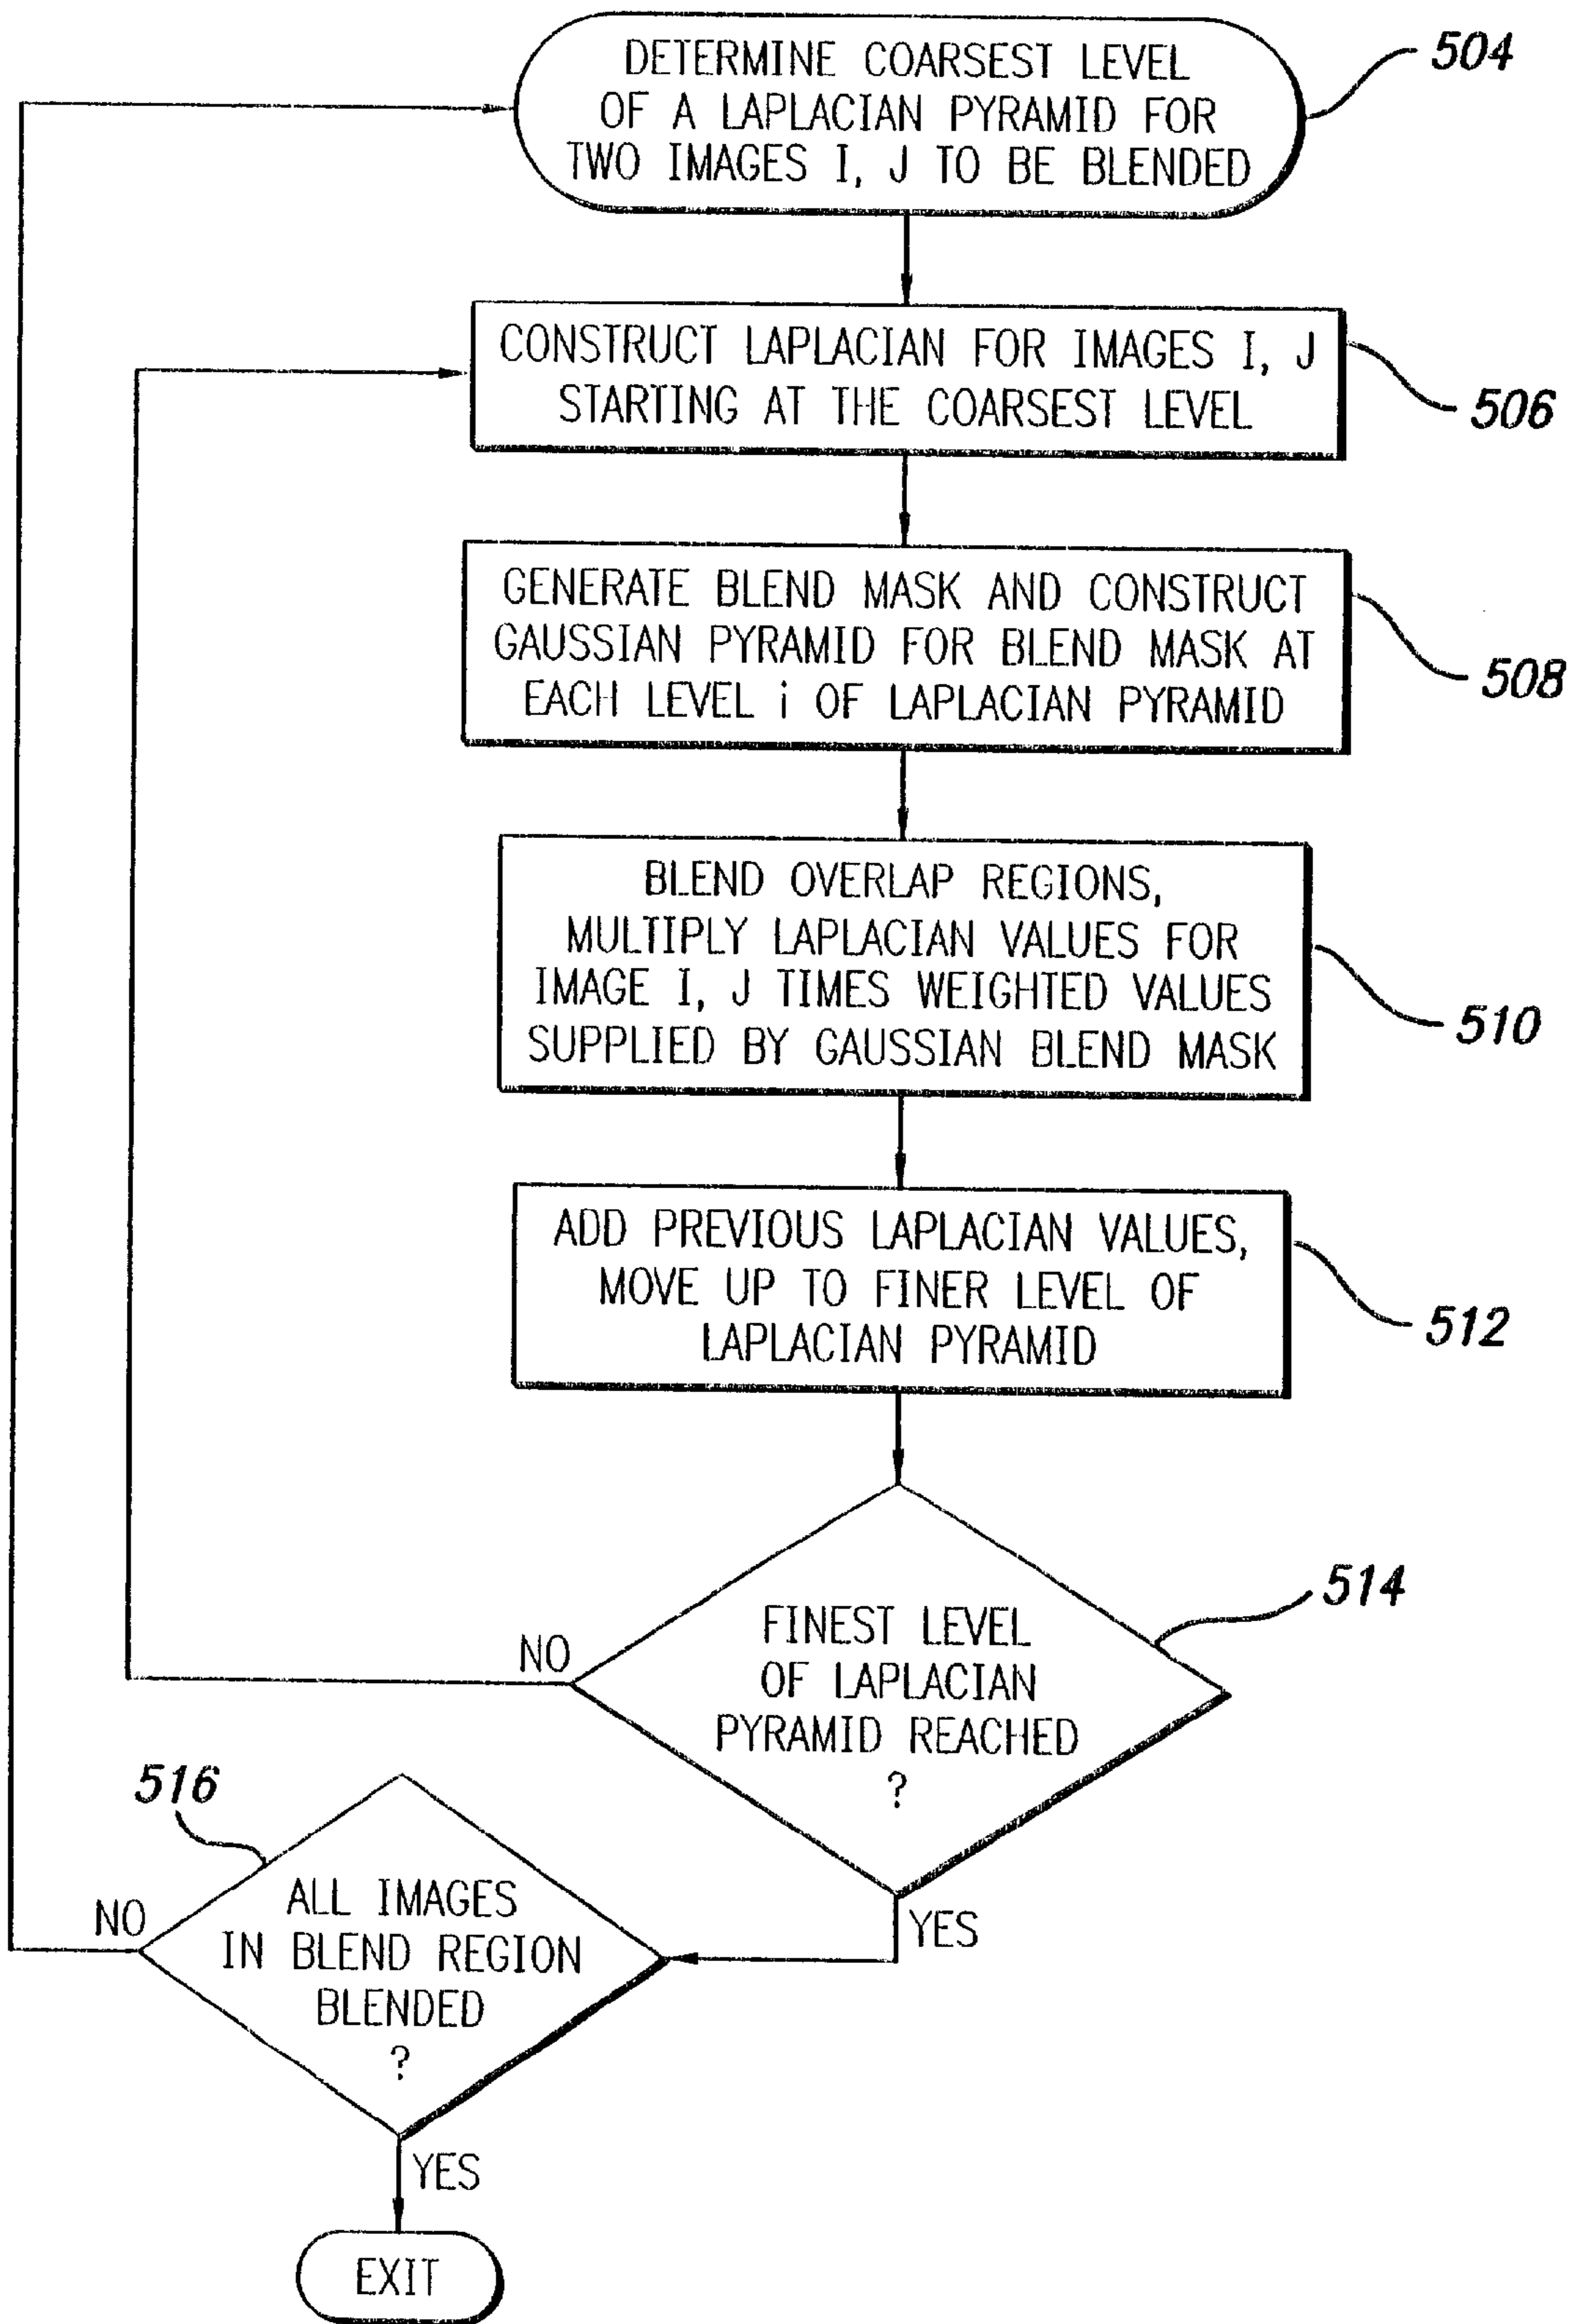 DETERMINE COARSEST LEVEL
OF A LAPLACIAN PYRAMID FOR
TWO IMAGES I, J TO BE BLENDED
504
CONSTRUCT LAPLACIAN FOR IMAGES I, J
STARTING AT THE COARSEST LEVEL
506
GENERATE BLEND MASK AND CONSTRUCT
GAUSSIAN PYRAMID FOR BLEND MASK AT
EACH LEVEL i OF LAPLACIAN PYRAMID
508
BLEND OVERLAP REGIONS,
MULTIPLY LAPLACIAN VALUES FOR
IMAGE I, J TIMES WEIGHTED VALUES
SUPPLIED BY GAUSSIAN BLEND MASK
510
ADD PREVIOUS LAPLACIAN VALUES,
MOVE UP TO FINER LEVEL OF
LAPLACIAN PYRAMID
512
FINEST LEVEL
OF LAPLACIAN
PYRAMID REACHED
?
514
NO
YES
516
ALL IMAGES
IN BLEND REGION
BLENDED
?
NO
YES
EXIT